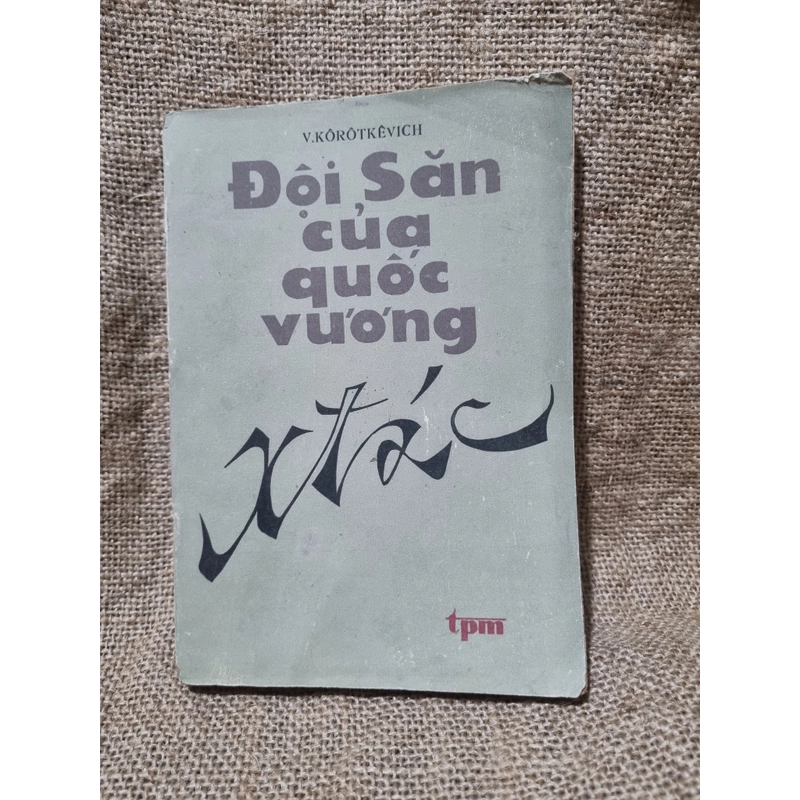 V.KÔRÔTKÊVICH
Đội Săn
của
quốc
vương
xtác
tpm